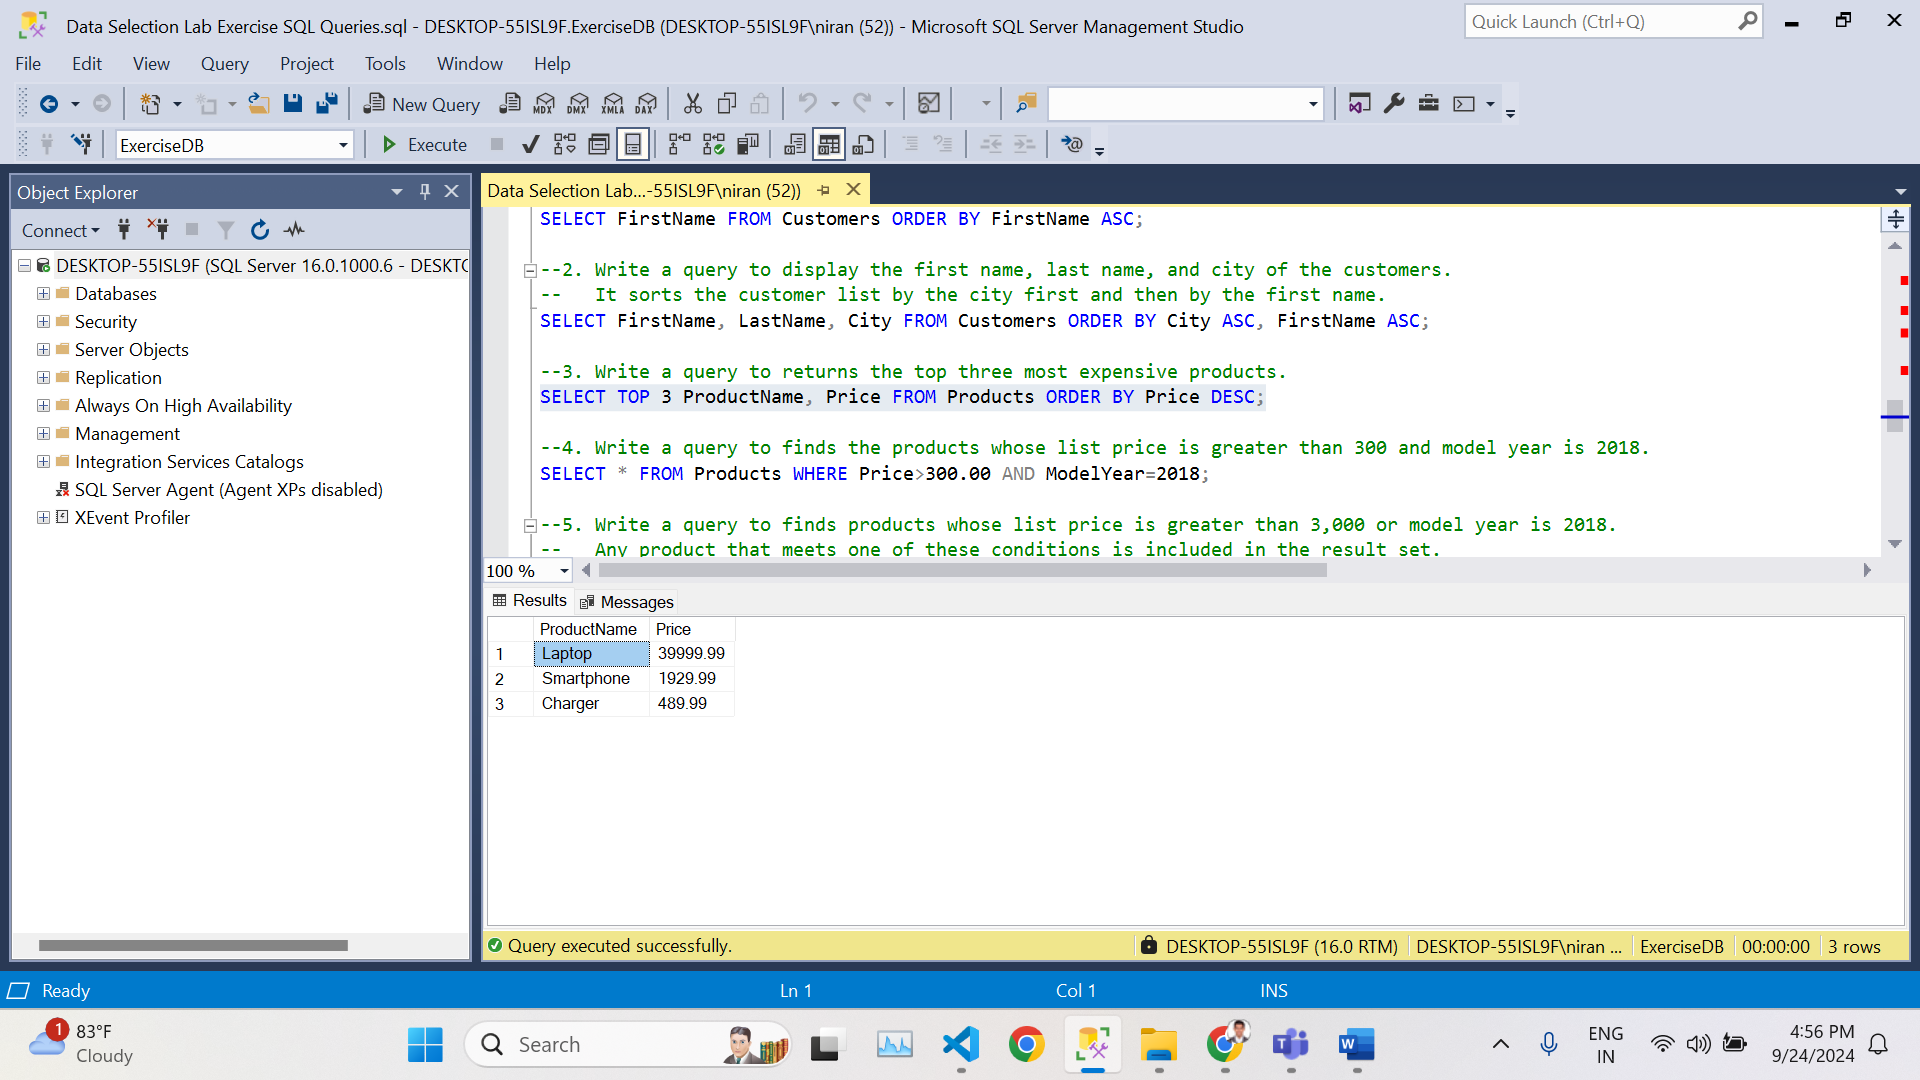 Data Selection Lab Exercise SQL Queries.sql - DESKTOP-55ISL9F.ExerciseDB (DESKTOP-55ISL9F\niran (52)) - Microsoft SQL Server Management Studio
Quick Launch (Ctrl+Q)
File Edit View Query Project Tools Window Help
New Query MDX DMX XMLA DAX
ExerciseDB Execute
Object Explorer
Connect
DESKTOP-55ISL9F (SQL Server 16.0.1000.6 - DESKTO
Databases
Security
Server Objects
Replication
Always On High Availability
Management
Integration Services Catalogs
SQL Server Agent (Agent XPs disabled)
XEvent Profiler
Data Selection Lab...-55ISL9F\niran (52))
SELECT FirstName FROM Customers ORDER BY FirstName ASC;
--2. Write a query to display the first name, last name, and city of the customers.
--   It sorts the customer list by the city first and then by the first name.
SELECT FirstName, LastName, City FROM Customers ORDER BY City ASC, FirstName ASC;
--3. Write a query to returns the top three most expensive products.
SELECT TOP 3 ProductName, Price FROM Products ORDER BY Price DESC;
--4. Write a query to finds the products whose list price is greater than 300 and model year is 2018.
SELECT * FROM Products WHERE Price>300.00 AND ModelYear=2018;
--5. Write a query to finds products whose list price is greater than 3,000 or model year is 2018.
--   Any product that meets one of these conditions is included in the result set.
100 %
Results Messages
ProductName Price
1 Laptop 39999.99
2 Smartphone 1929.99
3 Charger 489.99
Query executed successfully. DESKTOP-55ISL9F (16.0 RTM) DESKTOP-55ISL9F\niran ... ExerciseDB 00:00:00 3 rows
Ready Ln 1 Col 1 INS
1 83°F
Cloudy
Search
ENG
IN
4:56 PM
9/24/2024